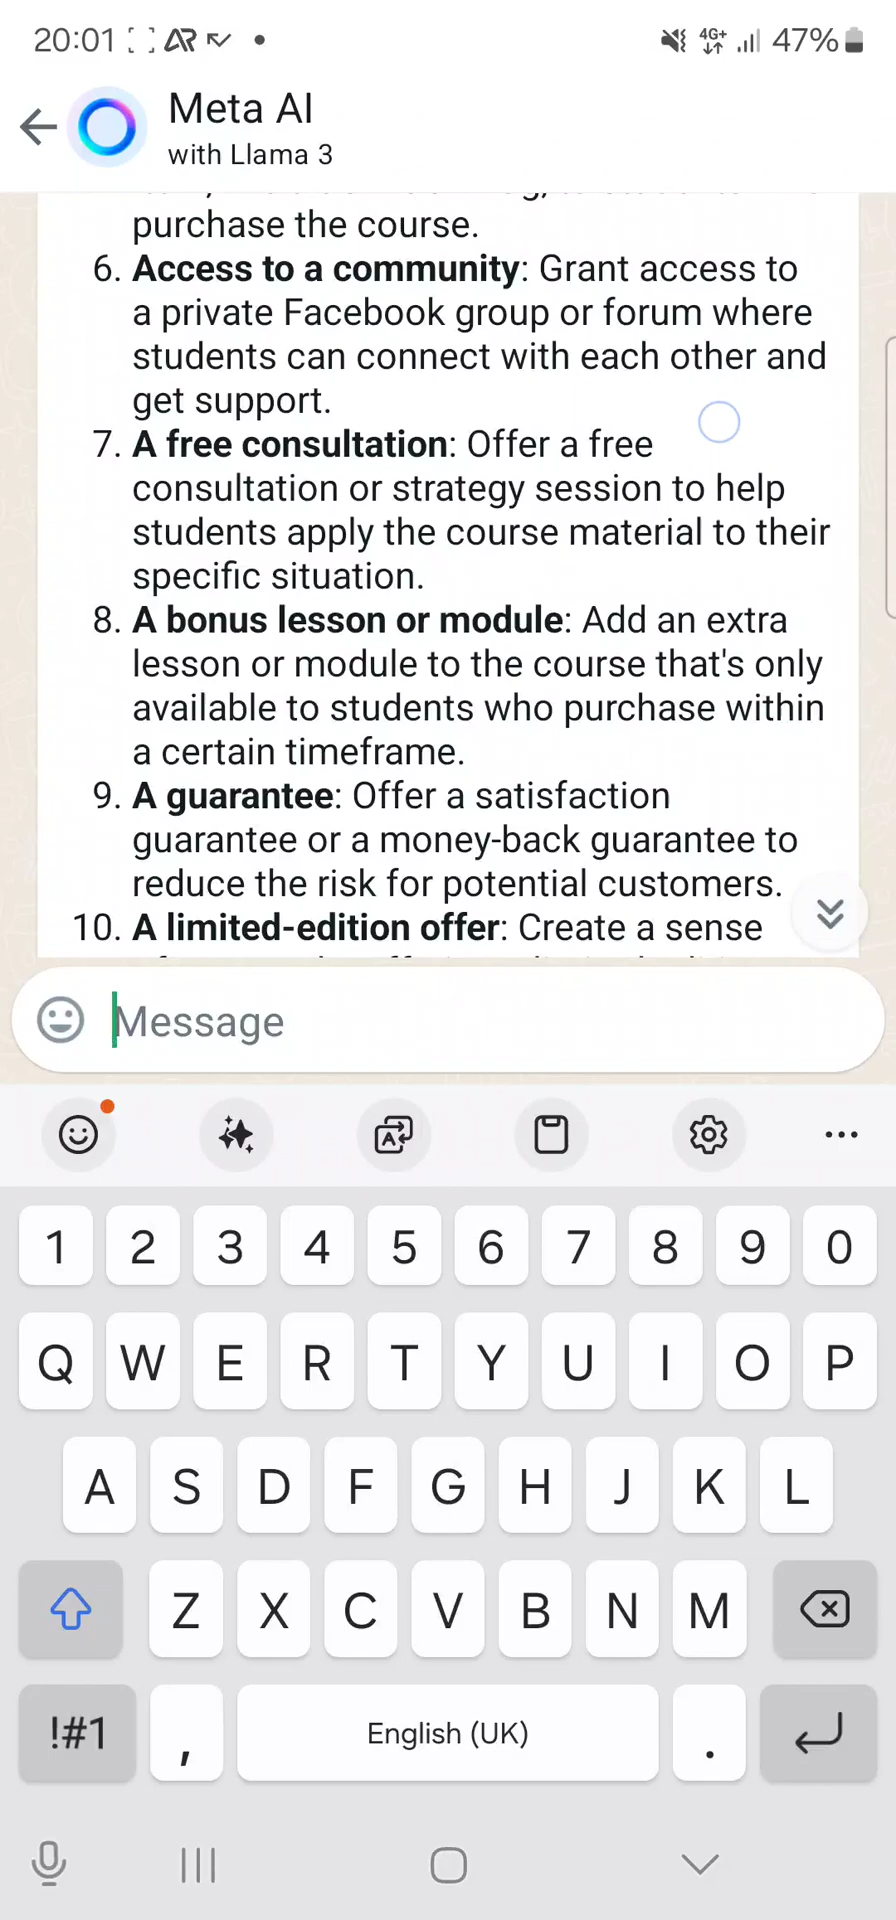 20:01
4G+ 47%
Meta AI
with Llama 3
purchase the course.
6. Access to a community: Grant access to
a private Facebook group or forum where
students can connect with each other and
get support.
7. A free consultation: Offer a free
consultation or strategy session to help
students apply the course material to their
specific situation.
8. A bonus lesson or module: Add an extra
lesson or module to the course that's only
available to students who purchase within
a certain timeframe.
9. A guarantee: Offer a satisfaction
guarantee or a money-back guarantee to
reduce the risk for potential customers.
10. A limited-edition offer: Create a sense
Message
1 2 3 4 5 6 7 8 9 0
Q W E R T Y U I O P
A S D F G H J K L
Z X C V B N M
!#1 , English (UK) .